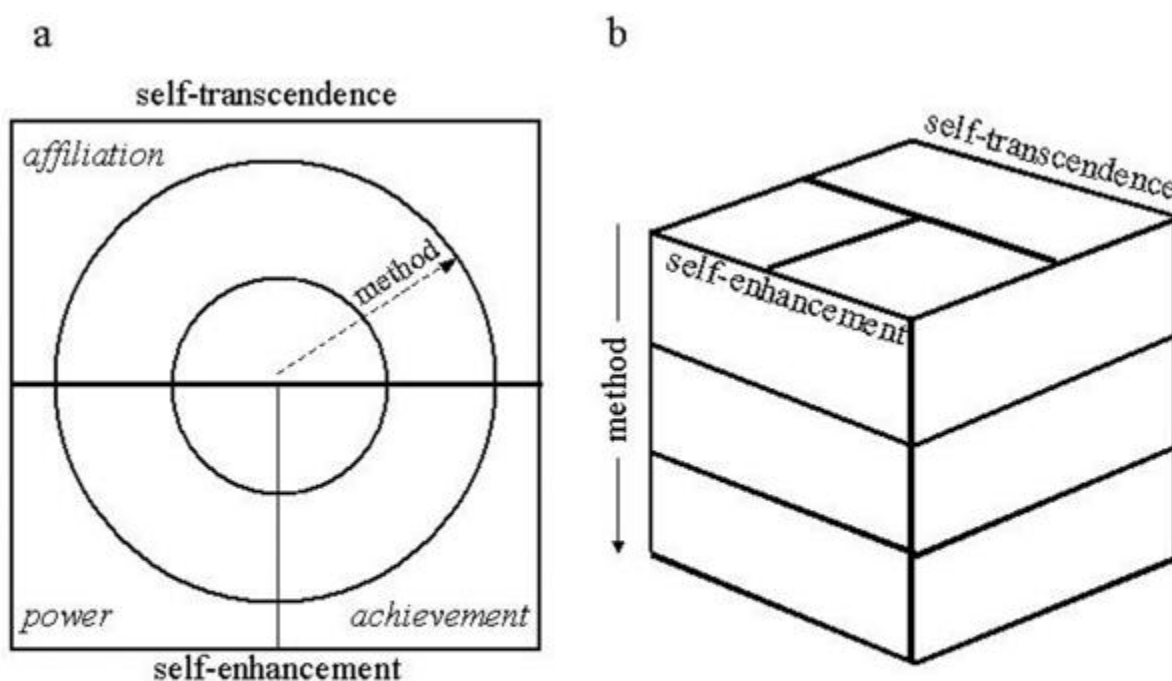 a
self-transcendence
affiliation
method
power
achievement
self-enhancement
b
self-transcendence
self-enhancement
method